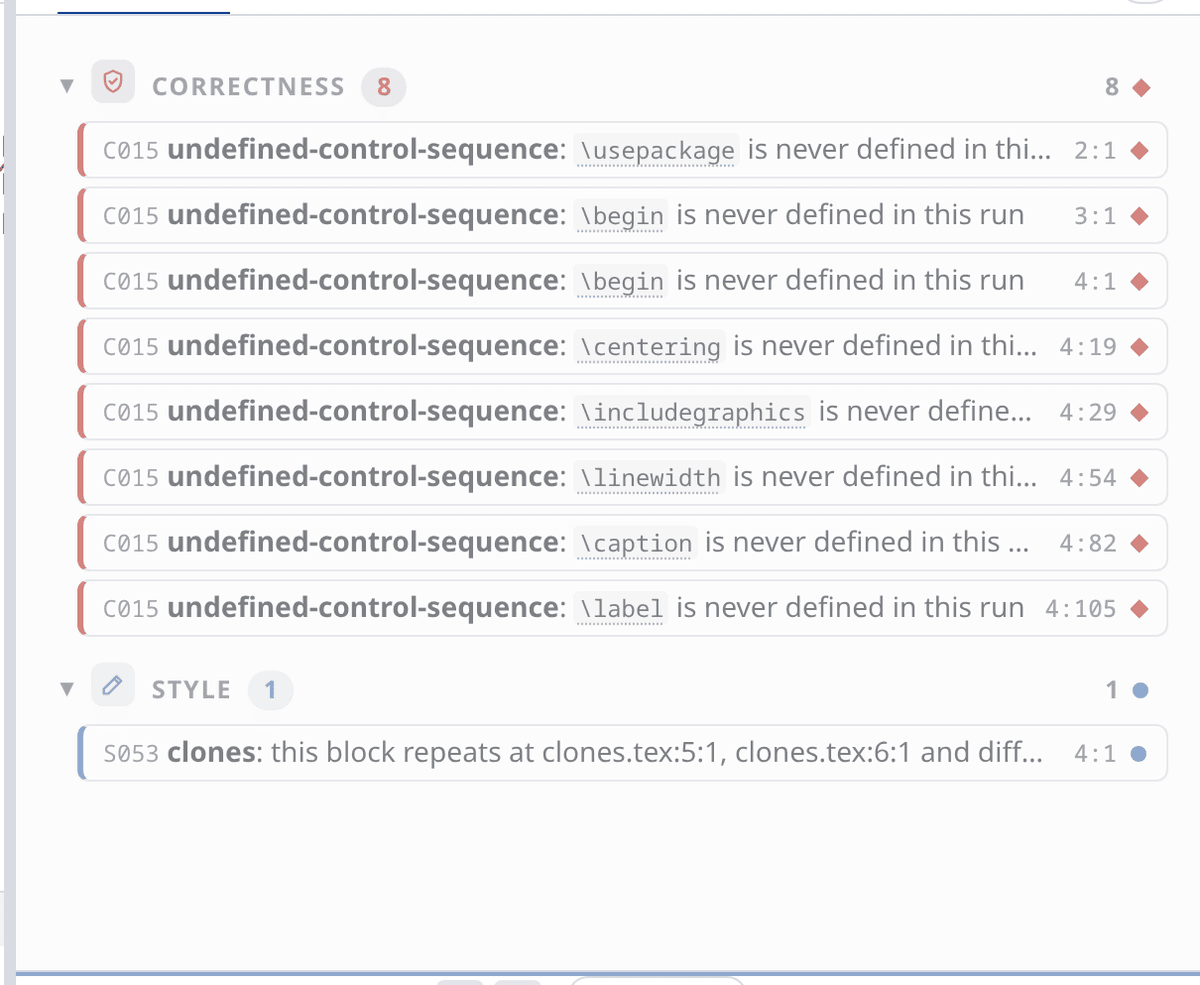 CORRECTNESS 8 8
C015 undefined-control-sequence: \usepackage is never defined in thi... 2:1
C015 undefined-control-sequence: \begin is never defined in this run 3:1
C015 undefined-control-sequence: \begin is never defined in this run 4:1
C015 undefined-control-sequence: \centering is never defined in thi... 4:19
C015 undefined-control-sequence: \includegraphics is never define... 4:29
C015 undefined-control-sequence: \linewidth is never defined in thi... 4:54
C015 undefined-control-sequence: \caption is never defined in this ... 4:82
C015 undefined-control-sequence: \label is never defined in this run 4:105
STYLE 1 1
S053 clones: this block repeats at clones.tex:5:1, clones.tex:6:1 and diff... 4:1